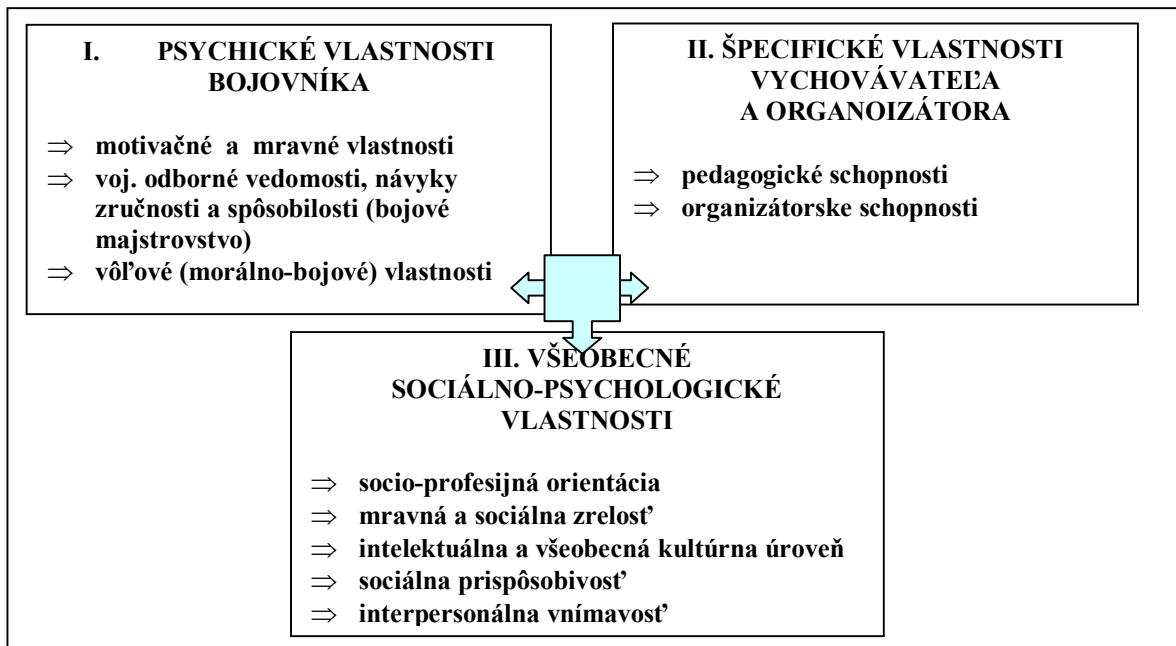 I. PSYCHICKÉ VLASTNOSTI
BOJOVNÍKA
⇒ motivačné a mravné vlastnosti
⇒ voj. odborné vedomosti, návyky
zručnosti a spôsobilosti (bojové
majstrovstvo)
⇒ vôľové (morálno-bojové) vlastnosti
II. ŠPECIFICKÉ VLASTNOSTI
VYCHOVÁVATEĽA
A ORGANOIZÁTORA
⇒ pedagogické schopnosti
⇒ organizátorske schopnosti
III. VŠEOBECNÉ
SOCIÁLNO-PSYCHOLOGICKÉ
VLASTNOSTI
⇒ socio-profesijná orientácia
⇒ mravná a sociálna zrelosť
⇒ intelektuálna a všeobecná kultúrna úroveň
⇒ sociálna prispôsobivosť
⇒ interpersonálna vnímavosť